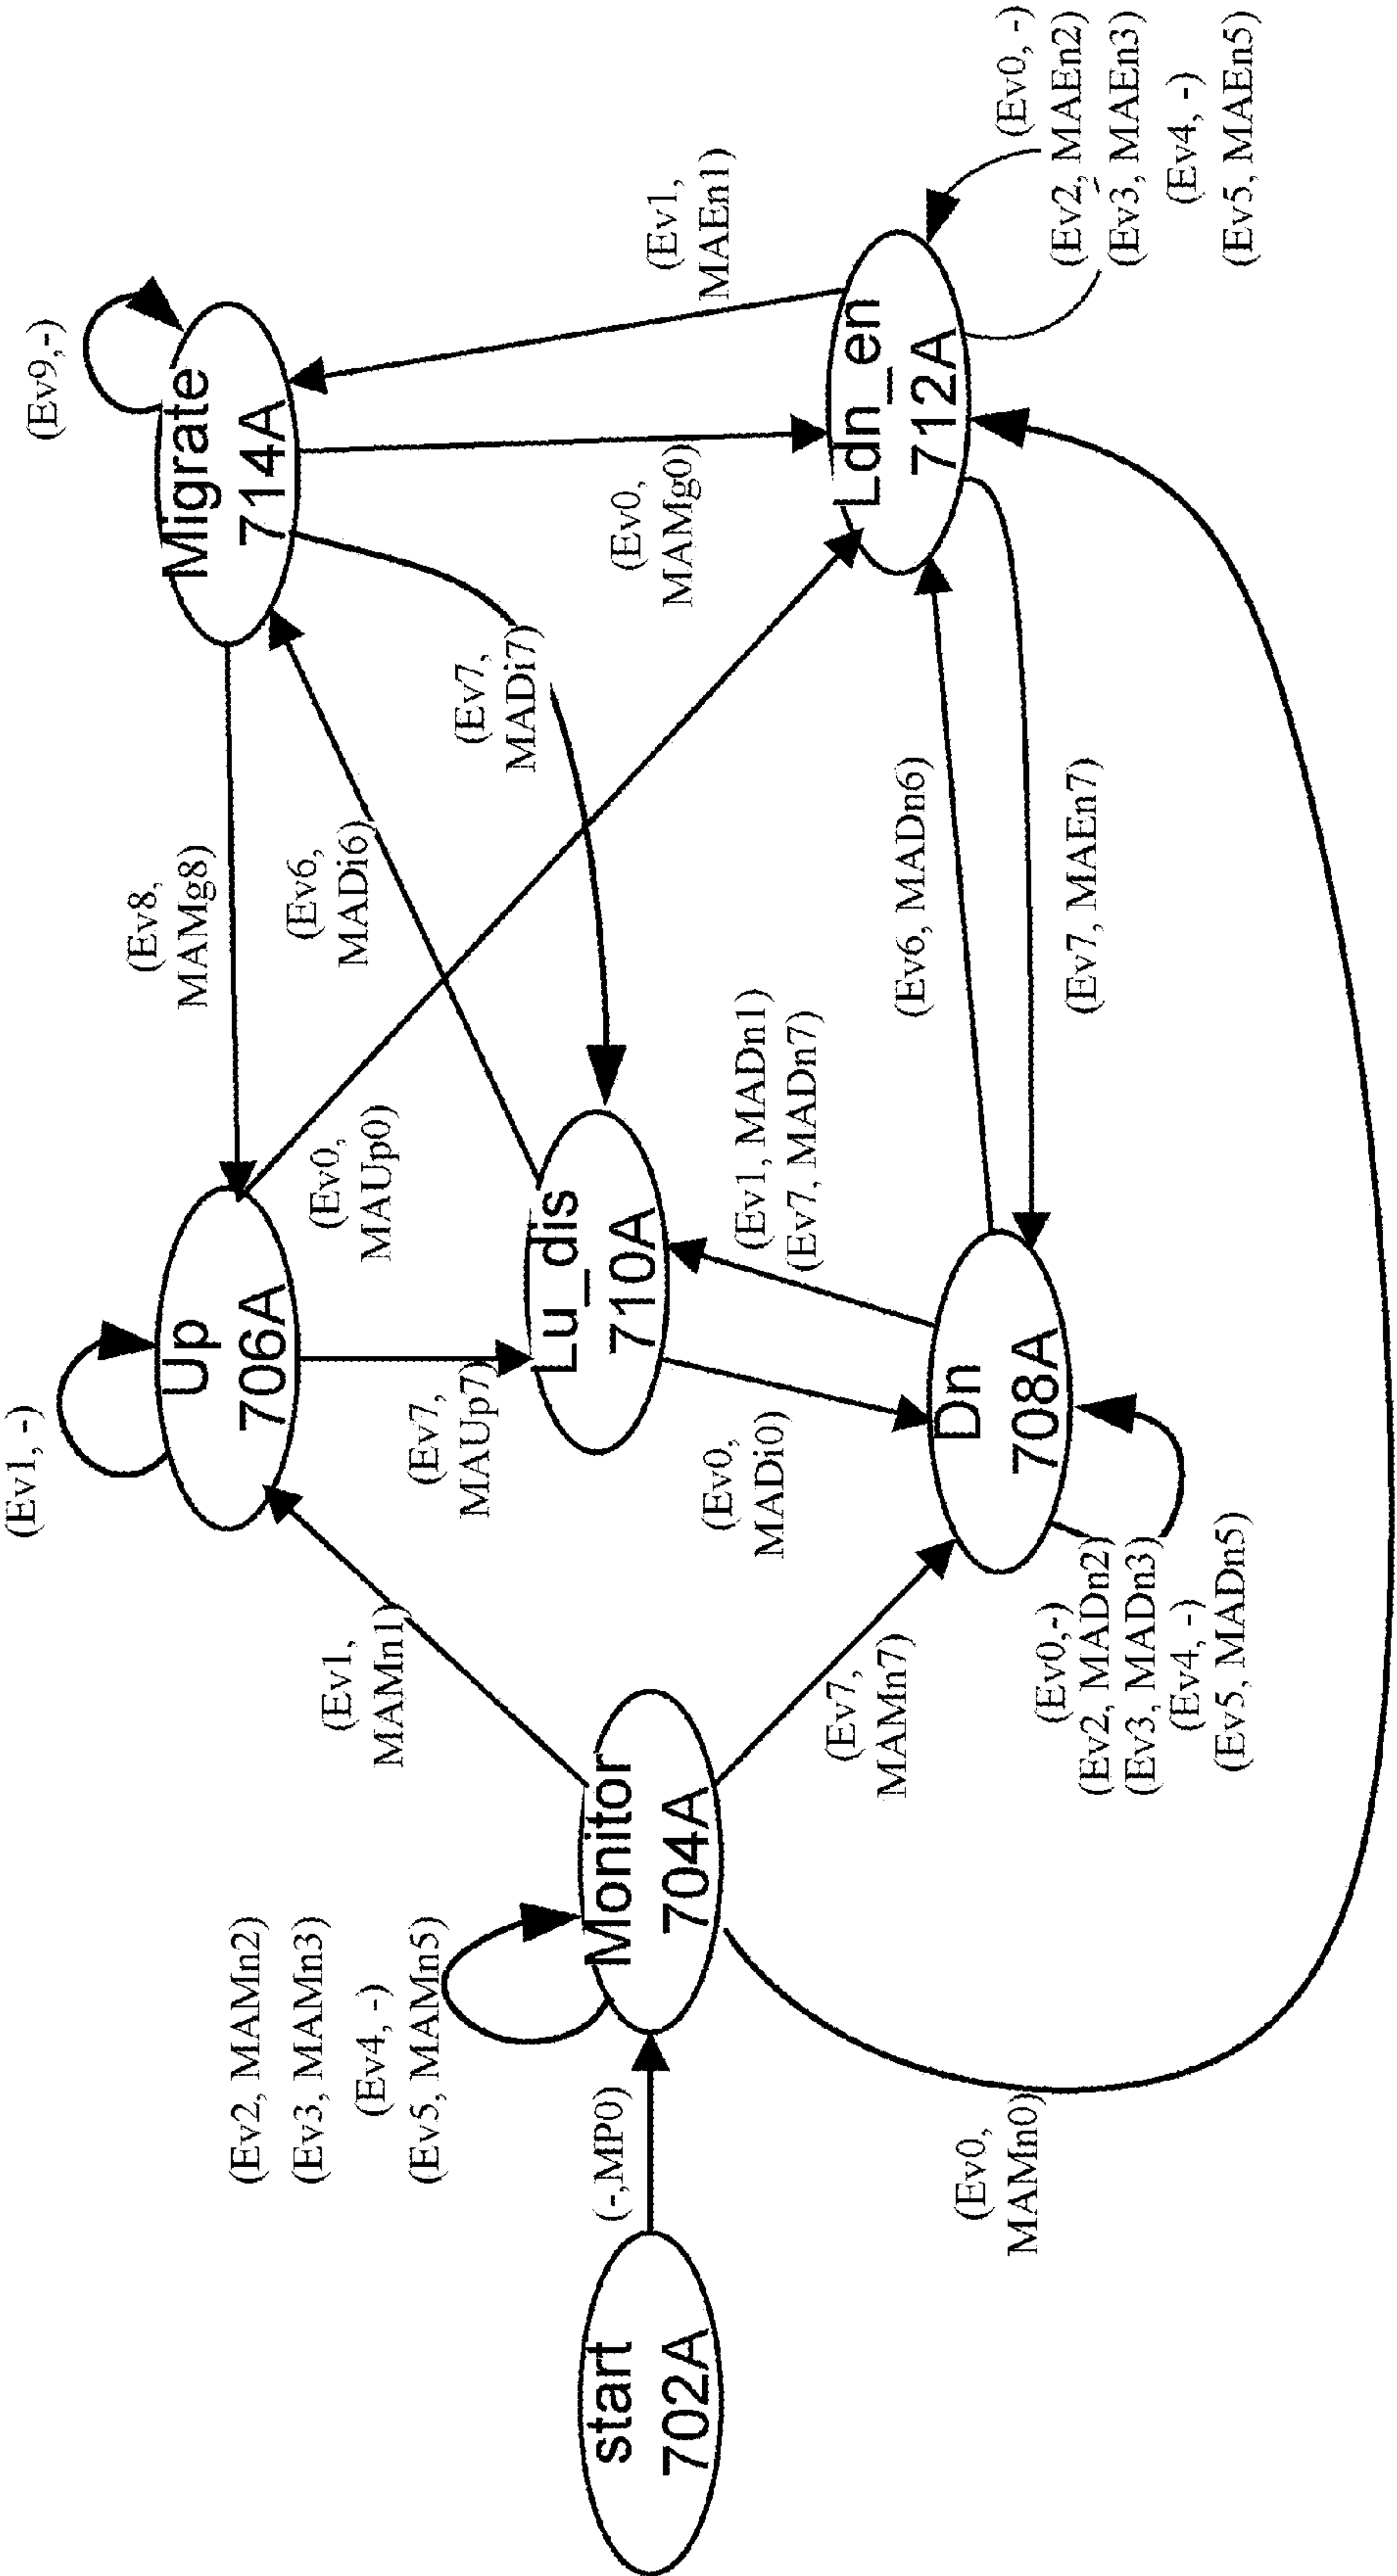 (Ev1, -)
(Ev9,-)
Up
706A
Migrate
714A
(Ev8,
MAMg8)
(Ev2, MAMn2)
(Ev3, MAMn3)
(Ev4, -)
(Ev5, MAMn5)
(Ev1,
MAMn1)
(Ev7,
MAUp7)
(Ev0,
MAUp0)
(Ev6,
MADi6)
(Ev7,
MADi7)
(Ev0,
MAMg0)
(Ev1,
MAEn1)
start
702A
(-,MP0)
Monitor
704A
Lu_dis
710A
(Ev7,
MAMn7)
(Ev0,
MADi0)
(Ev1, MADn1)
(Ev7, MADn7)
(Ev6, MADn6)
(Ev7, MAEn7)
Ldn_en
712A
(Ev0, -)
(Ev2, MAEn2)
(Ev3, MAEn3)
(Ev4, -)
(Ev5, MAEn5)
Dn
708A
(Ev0,
MAMn0)
(Ev0,-)
(Ev2, MADn2)
(Ev3, MADn3)
(Ev4, -)
(Ev5, MADn5)